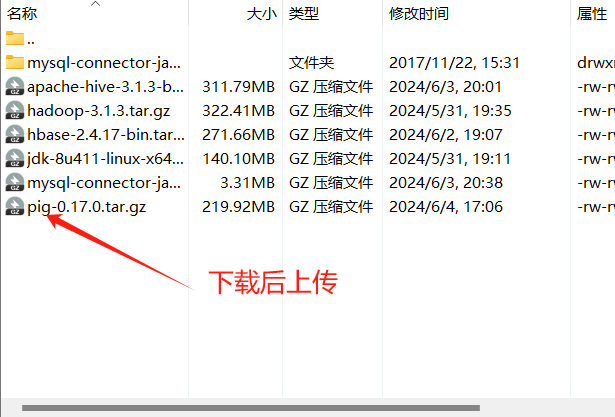 名称 大小 类型 修改时间 属性
..
mysql-connector-ja... 文件夹 2017/11/22, 15:31 drwxr
apache-hive-3.1.3-b... 311.79MB GZ 压缩文件 2024/6/3, 20:01 -rw-r
hadoop-3.1.3.tar.gz 322.41MB GZ 压缩文件 2024/5/31, 19:35 -rw-r
hbase-2.4.17-bin.tar... 271.66MB GZ 压缩文件 2024/6/2, 19:07 -rw-r
jdk-8u411-linux-x64... 140.10MB GZ 压缩文件 2024/5/31, 19:11 -rw-r
mysql-connector-ja... 3.31MB GZ 压缩文件 2024/6/3, 20:38 -rw-r
pig-0.17.0.tar.gz 219.92MB GZ 压缩文件 2024/6/4, 17:06 -rw-r
下载后上传